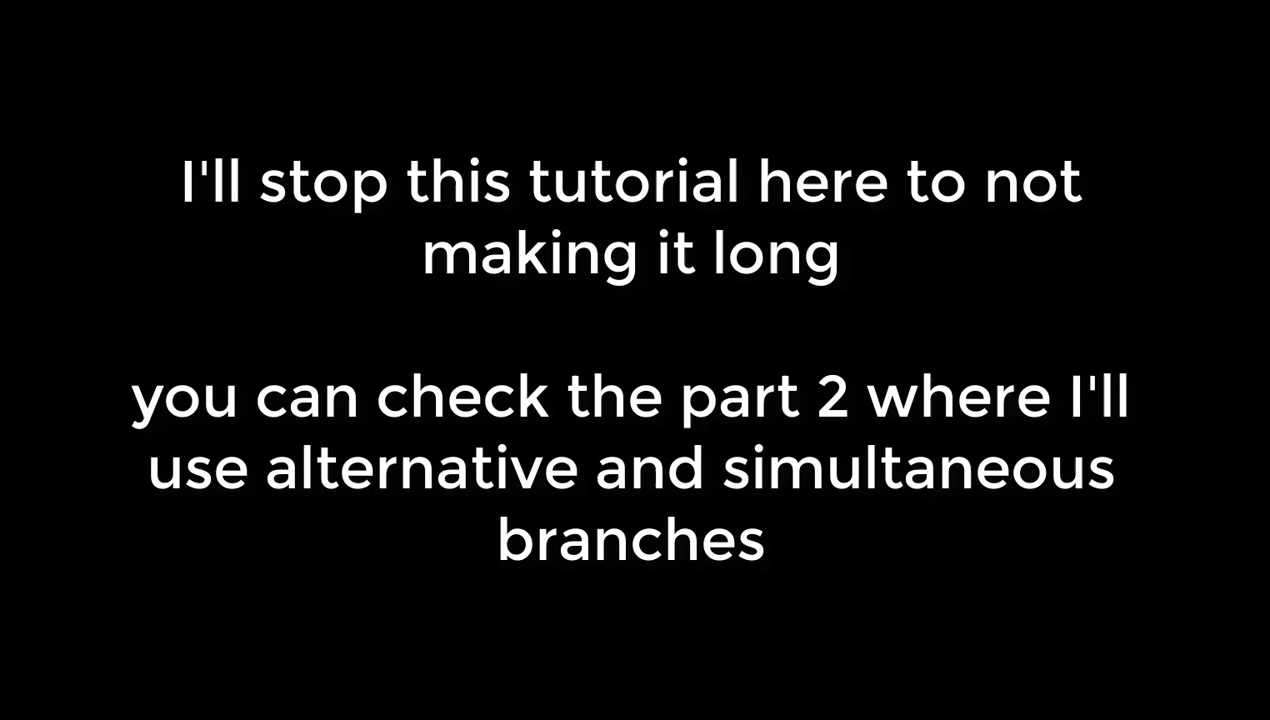 I'll stop this tutorial here to not
making it long
you can check the part 2 where I'll
use alternative and simultaneous
branches